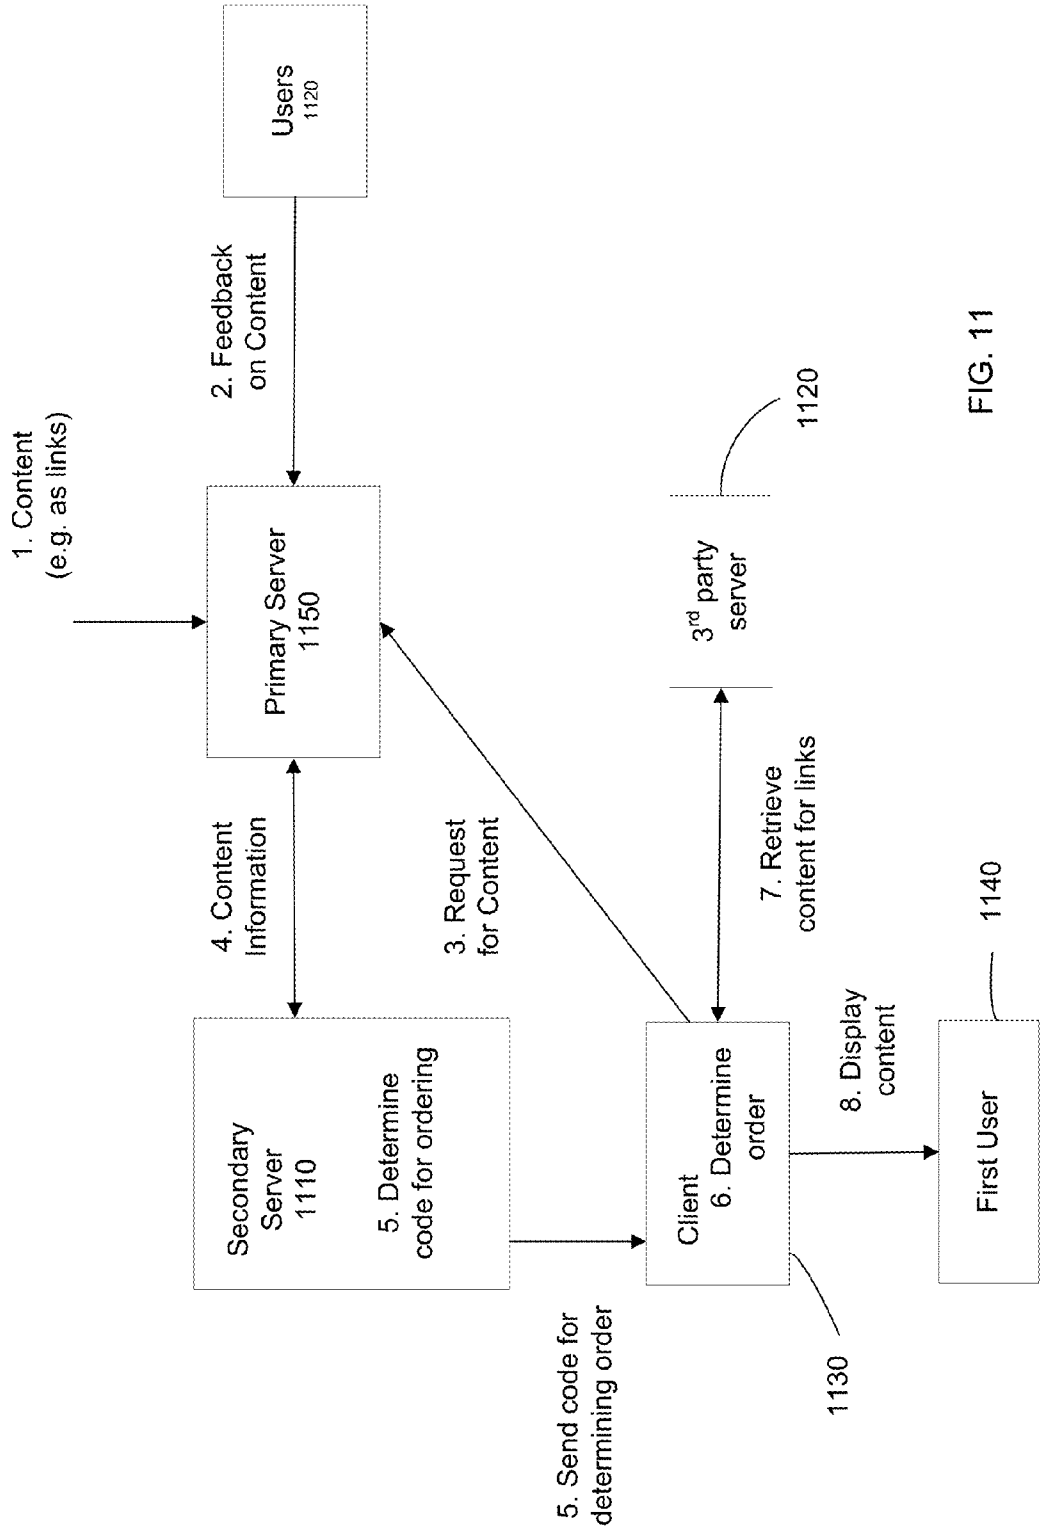 1. Content
(e.g. as links)
Secondary
Server
1110
5. Determine
code for ordering
4. Content
Information
Primary Server
1150
2. Feedback
on Content
Users
1120
3. Request
for Content
5. Send code for
determining order
Client
6. Determine
order
1130
7. Retrieve
content for links
3rd party
server
1120
8. Display
content
First User
1140
FIG. 11